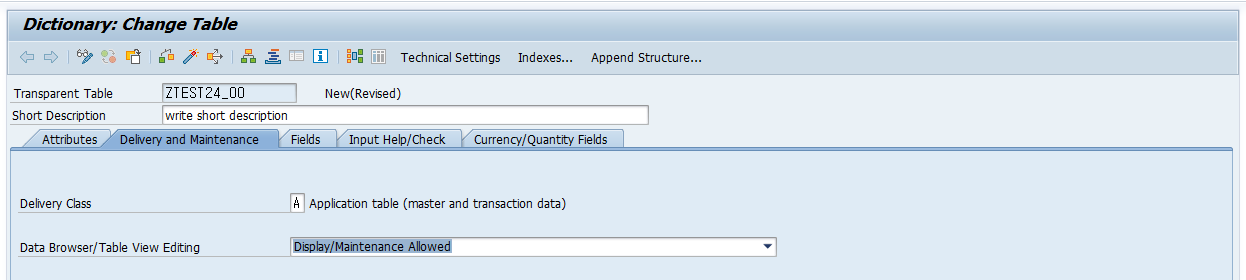 Dictionary: Change Table
Technical Settings Indexes... Append Structure...
Transparent Table ZTEST24_00 New(Revised)
Short Description write short description
Attributes Delivery and Maintenance Fields Input Help/Check Currency/Quantity Fields
Delivery Class A Application table (master and transaction data)
Data Browser/Table View Editing Display/Maintenance Allowed